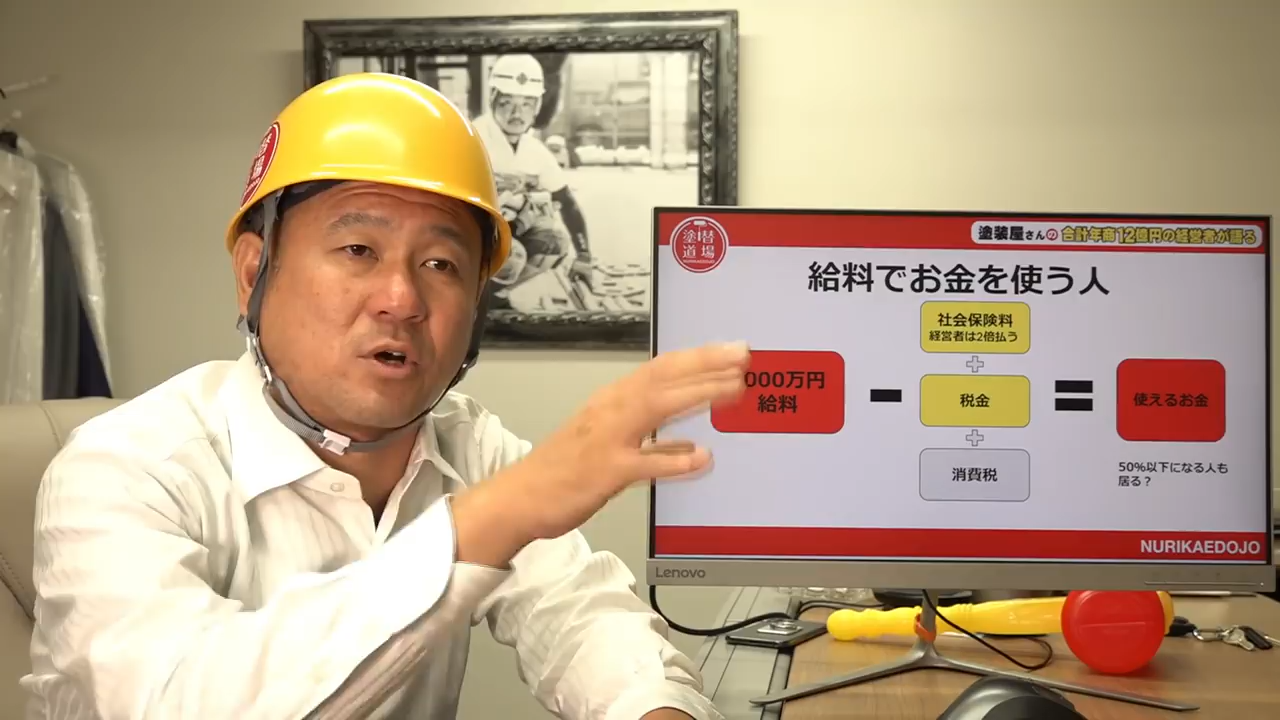 塗替
道場
NURIKAEDOJO
塗装屋さんの 合計年商12億円の経営者が語る
給料でお金を使う人
社会保険料
経営者は2倍払う
000万円
給料
税金
消費税
使えるお金
50%以下になる人も
居る?
NURIKAEDOJO
Lenovo